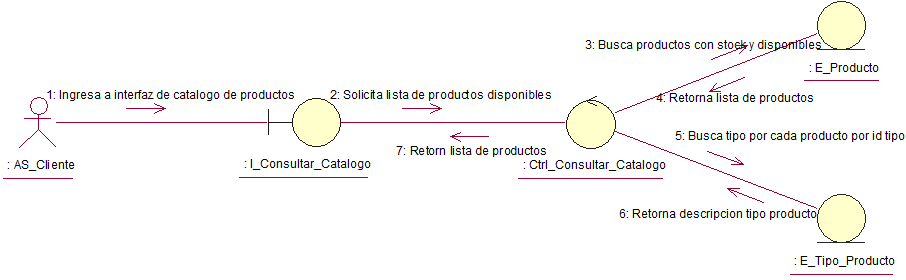 3: Busca productos con stock y disponibles
: E_Producto
1: Ingresa a interfaz de catalogo de productos
2: Solicita lista de productos disponibles
4: Retorna lista de productos
5: Busca tipo por cada producto por id tipo
7: Retorn lista de productos
: AS_Cliente
: I_Consultar_Catalogo
: Ctrl_Consultar_Catalogo
6: Retorna descripcion tipo producto
: E_Tipo_Producto